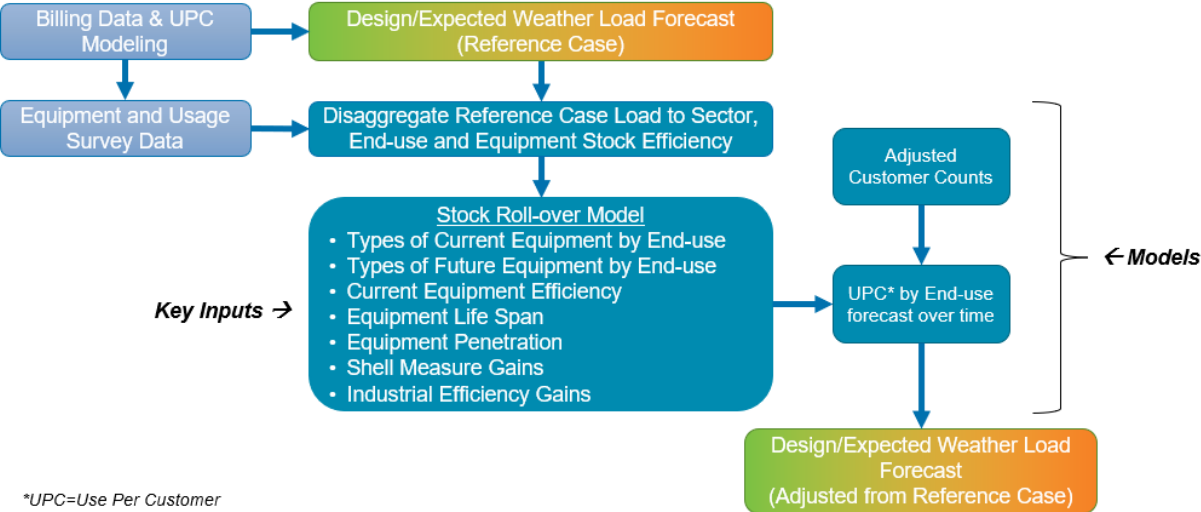 Billing Data & UPC
Modeling
Design/Expected Weather Load Forecast
(Reference Case)
Equipment and Usage
Survey Data
Disaggregate Reference Case Load to Sector,
End-use and Equipment Stock Efficiency
Adjusted
Customer Counts
Stock Roll-over Model
• Types of Current Equipment by End-use
• Types of Future Equipment by End-use
• Current Equipment Efficiency
• Equipment Life Span
• Equipment Penetration
• Shell Measure Gains
• Industrial Efficiency Gains
Key Inputs →
UPC* by End-use
forecast over time
← Models
Design/Expected Weather Load
Forecast
(Adjusted from Reference Case)
*UPC=Use Per Customer